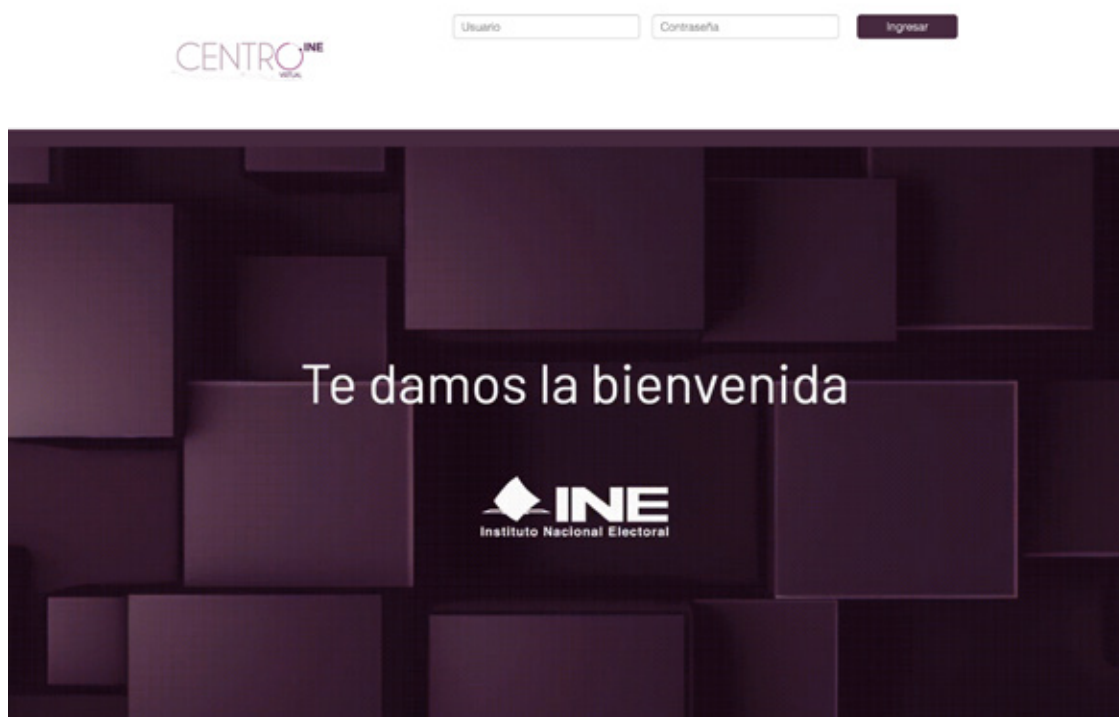 Usuario
Contraseña
Ingresar
CENTRO INE
VIRTUAL
Te damos la bienvenida
INE
Instituto Nacional Electoral